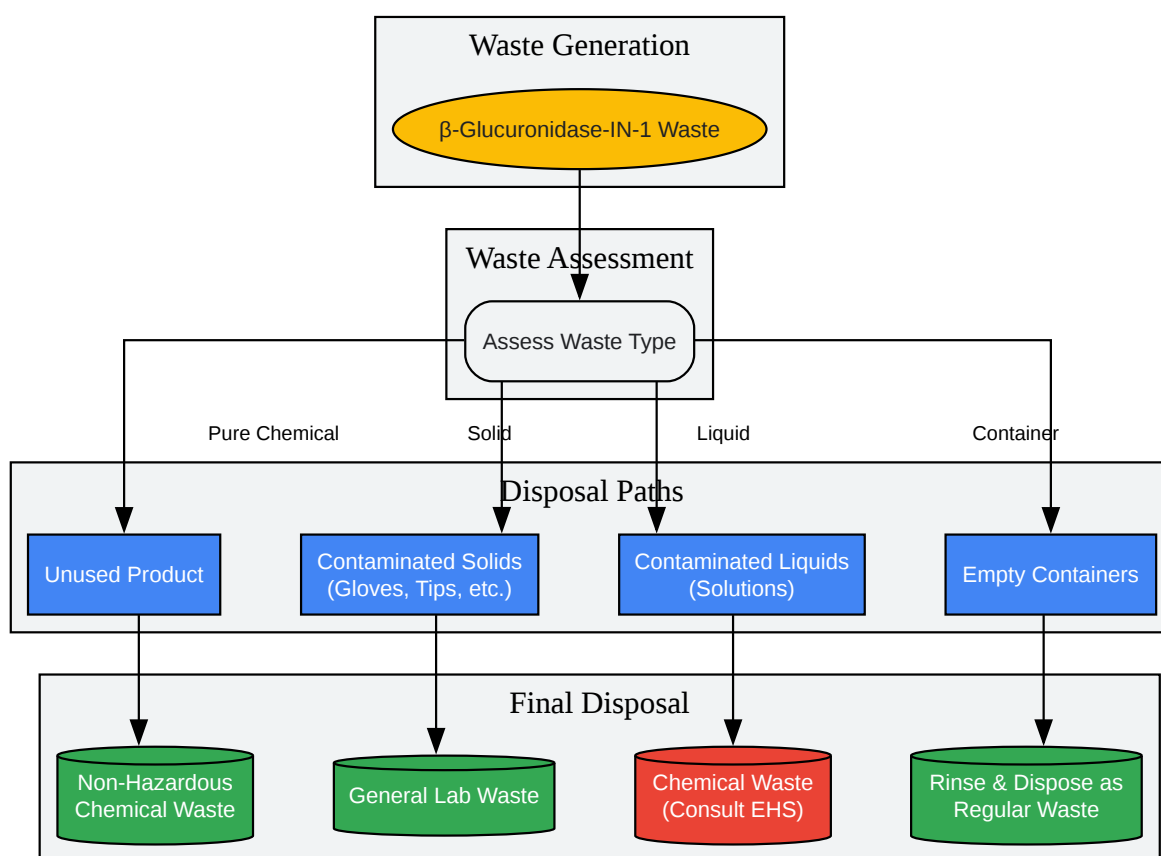 Waste Generation
β-Glucuronidase-IN-1 Waste
Waste Assessment
Assess Waste Type
Pure Chemical
Solid
Liquid
Container
Disposal Paths
Unused Product
Contaminated Solids
(Gloves, Tips, etc.)
Contaminated Liquids
(Solutions)
Empty Containers
Final Disposal
Non-Hazardous
Chemical Waste
General Lab Waste
Chemical Waste
(Consult EHS)
Rinse & Dispose as
Regular Waste